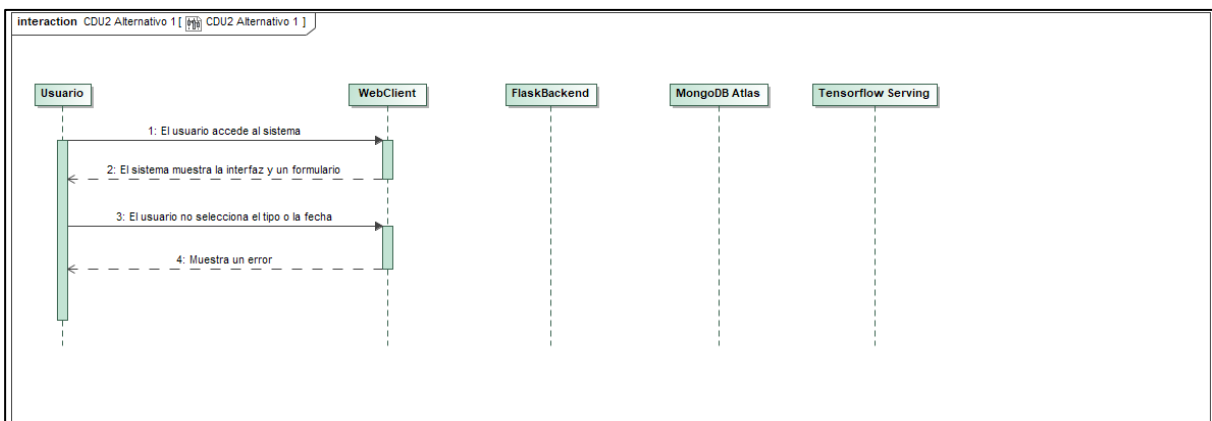 interaction CDU2 Alternativo 1 [ CDU2 Alternativo 1 ]
Usuario
WebClient
FlaskBackend
MongoDB Atlas
Tensorflow Serving
1: El usuario accede al sistema
2: El sistema muestra la interfaz y un formulario
3: El usuario no selecciona el tipo o la fecha
4: Muestra un error